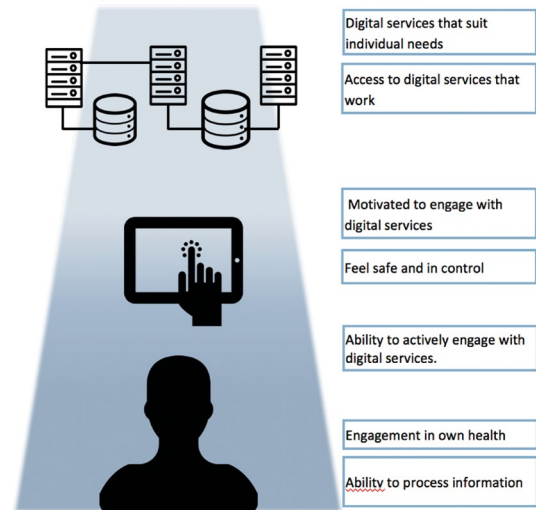 Digital services that suit
individual needs
Access to digital services that
work
Motivated to engage with
digital services
Feel safe and in control
Ability to actively engage with
digital services.
Engagement in own health
Ability to process information